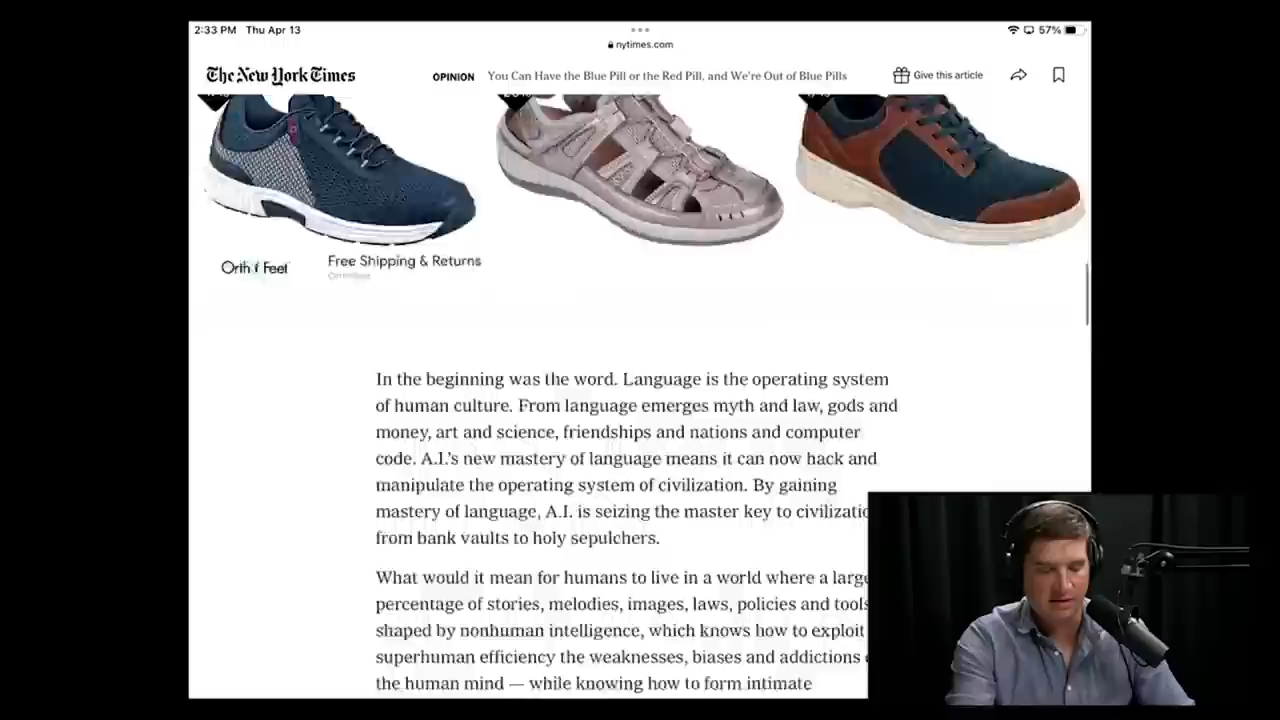 2:33 PM Thu Apr 13
57%
nytimes.com
The New York Times
OPINION You Can Have the Blue Pill or the Red Pill, and We're Out of Blue Pills
Give this article
Free Shipping & Returns
In the beginning was the word. Language is the operating system
of human culture. From language emerges myth and law, gods and
money, art and science, friendships and nations and computer
code. A.I.'s new mastery of language means it can now hack and
manipulate the operating system of civilization. By gaining
mastery of language, A.I. is seizing the master key to civilizatio
from bank vaults to holy sepulchers.
What would it mean for humans to live in a world where a large
percentage of stories, melodies, images, laws, policies and tools
shaped by nonhuman intelligence, which knows how to exploit
superhuman efficiency the weaknesses, biases and addictions
the human mind — while knowing how to form intimate